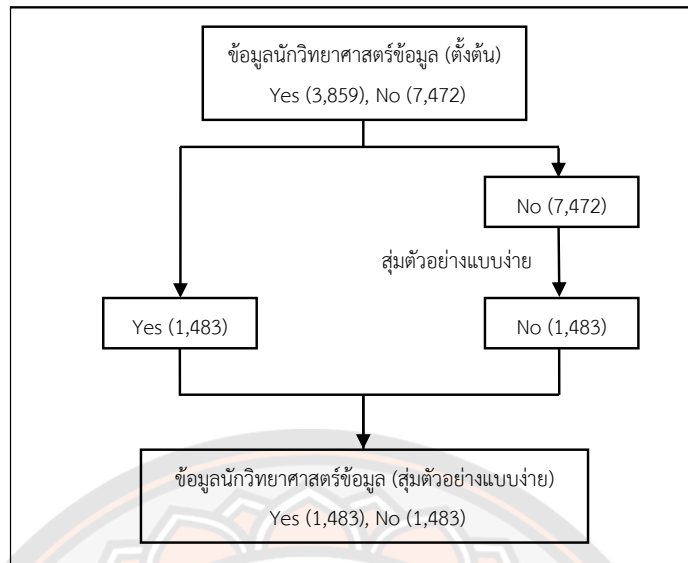 ข้อมูลนักวิทยาศาสตร์ข้อมูล (ตั้งต้น)
Yes (3,859), No (7,472)
No (7,472)
สุ่มตัวอย่างแบบง่าย
Yes (1,483)
No (1,483)
ข้อมูลนักวิทยาศาสตร์ข้อมูล (สุ่มตัวอย่างแบบง่าย)
Yes (1,483), No (1,483)